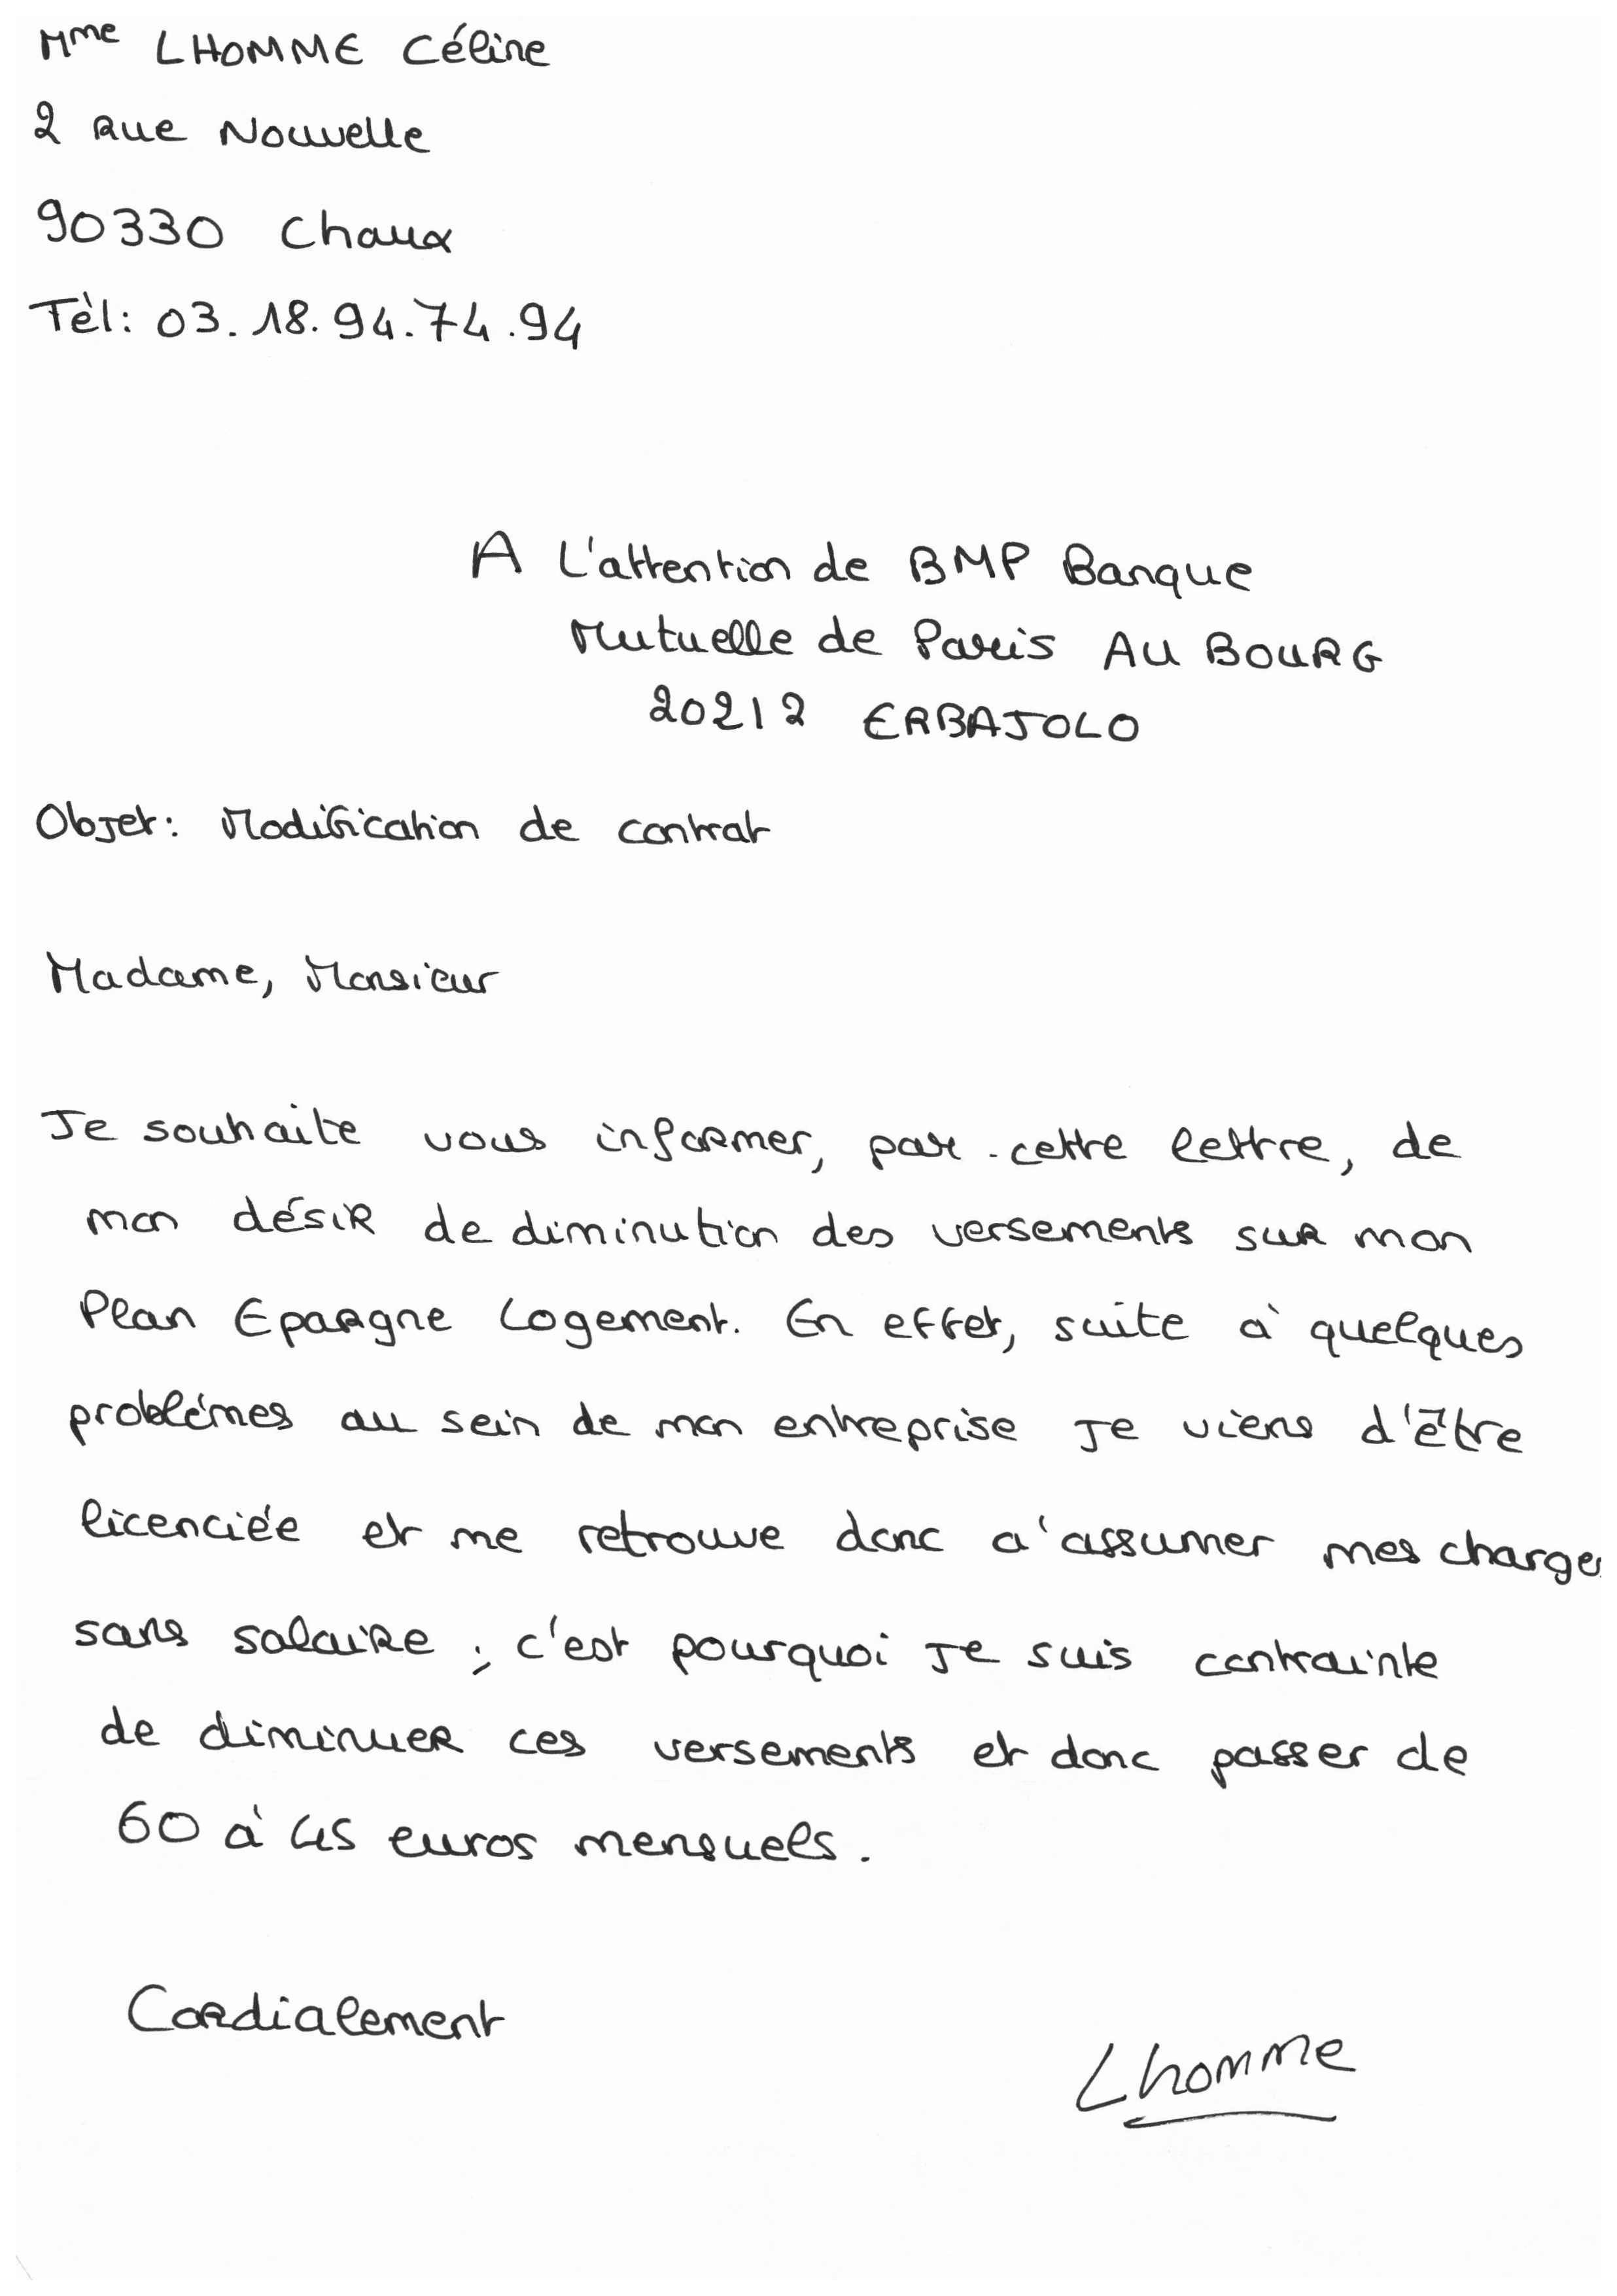 Mme LHOMME Céline
2 Rue Nouvelle
90330 Chaux
Tèl: 03.18.94.74.94
A L'attention de BMP Banque
Mutuelle de Paris AU BOURG
20212 ERBAJOLO
Objet: Modification de contrat
Madame, Monsieur
Je souhaite vous informer, par cette lettre, de
mon désir de diminution des versements sur mon
Plan Epargne Logement. En effet, suite à quelques
problémes au sein de mon entreprise je viens d'être
licenciée et me retrouve donc a' assumer mes charges
sans salaire ; c'est pourquoi je suis contrainte
de diminuer ces versements et donc passer de
60 à 45 euros mensuels.
Cordialement
Lhomme